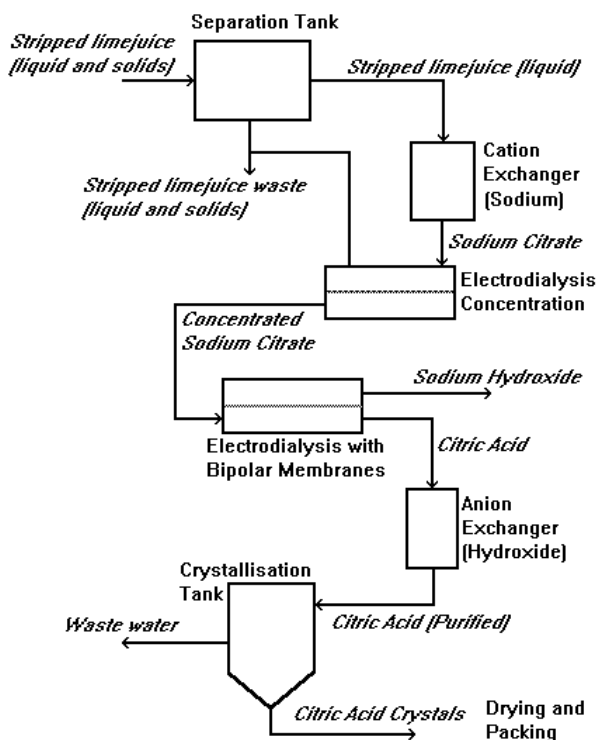 Separation Tank
Stripped limejuice
(liquid and solids)
Stripped limejuice (liquid)
Cation
Exchanger
(Sodium)
Stripped limejuice waste
(liquid and solids)
Sodium Citrate
Electrodialysis
Concentration
Concentrated
Sodium Citrate
Sodium Hydroxide
Electrodialysis with
Bipolar Membranes
Citric Acid
Anion
Exchanger
(Hydroxide)
Crystallisation
Tank
Waste water
Citric Acid (Purified)
Citric Acid Crystals
Drying and
Packing